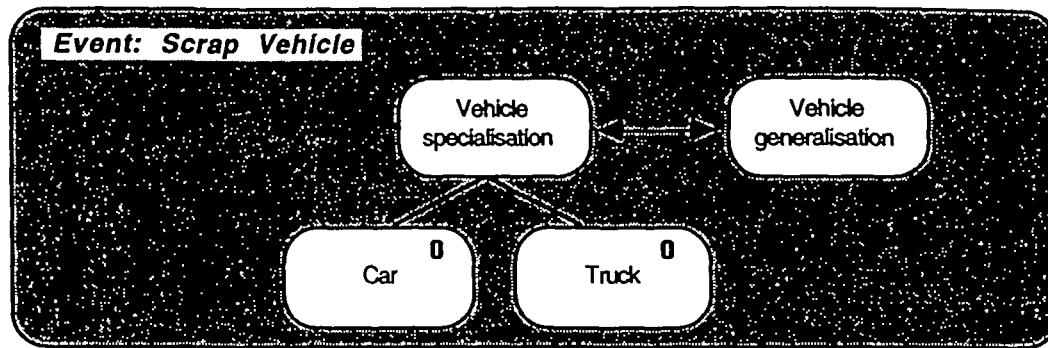 Event: Scrap Vehicle
Vehicle
specialisation
Vehicle
generalisation
Car
0
Truck
0